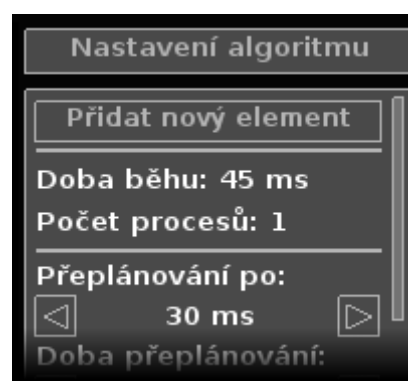 Nastavení algoritmu
Přidat nový element
Doba běhu: 45 ms
Počet procesů: 1
Přeplánování po:
30 ms
Doba přeplánování: